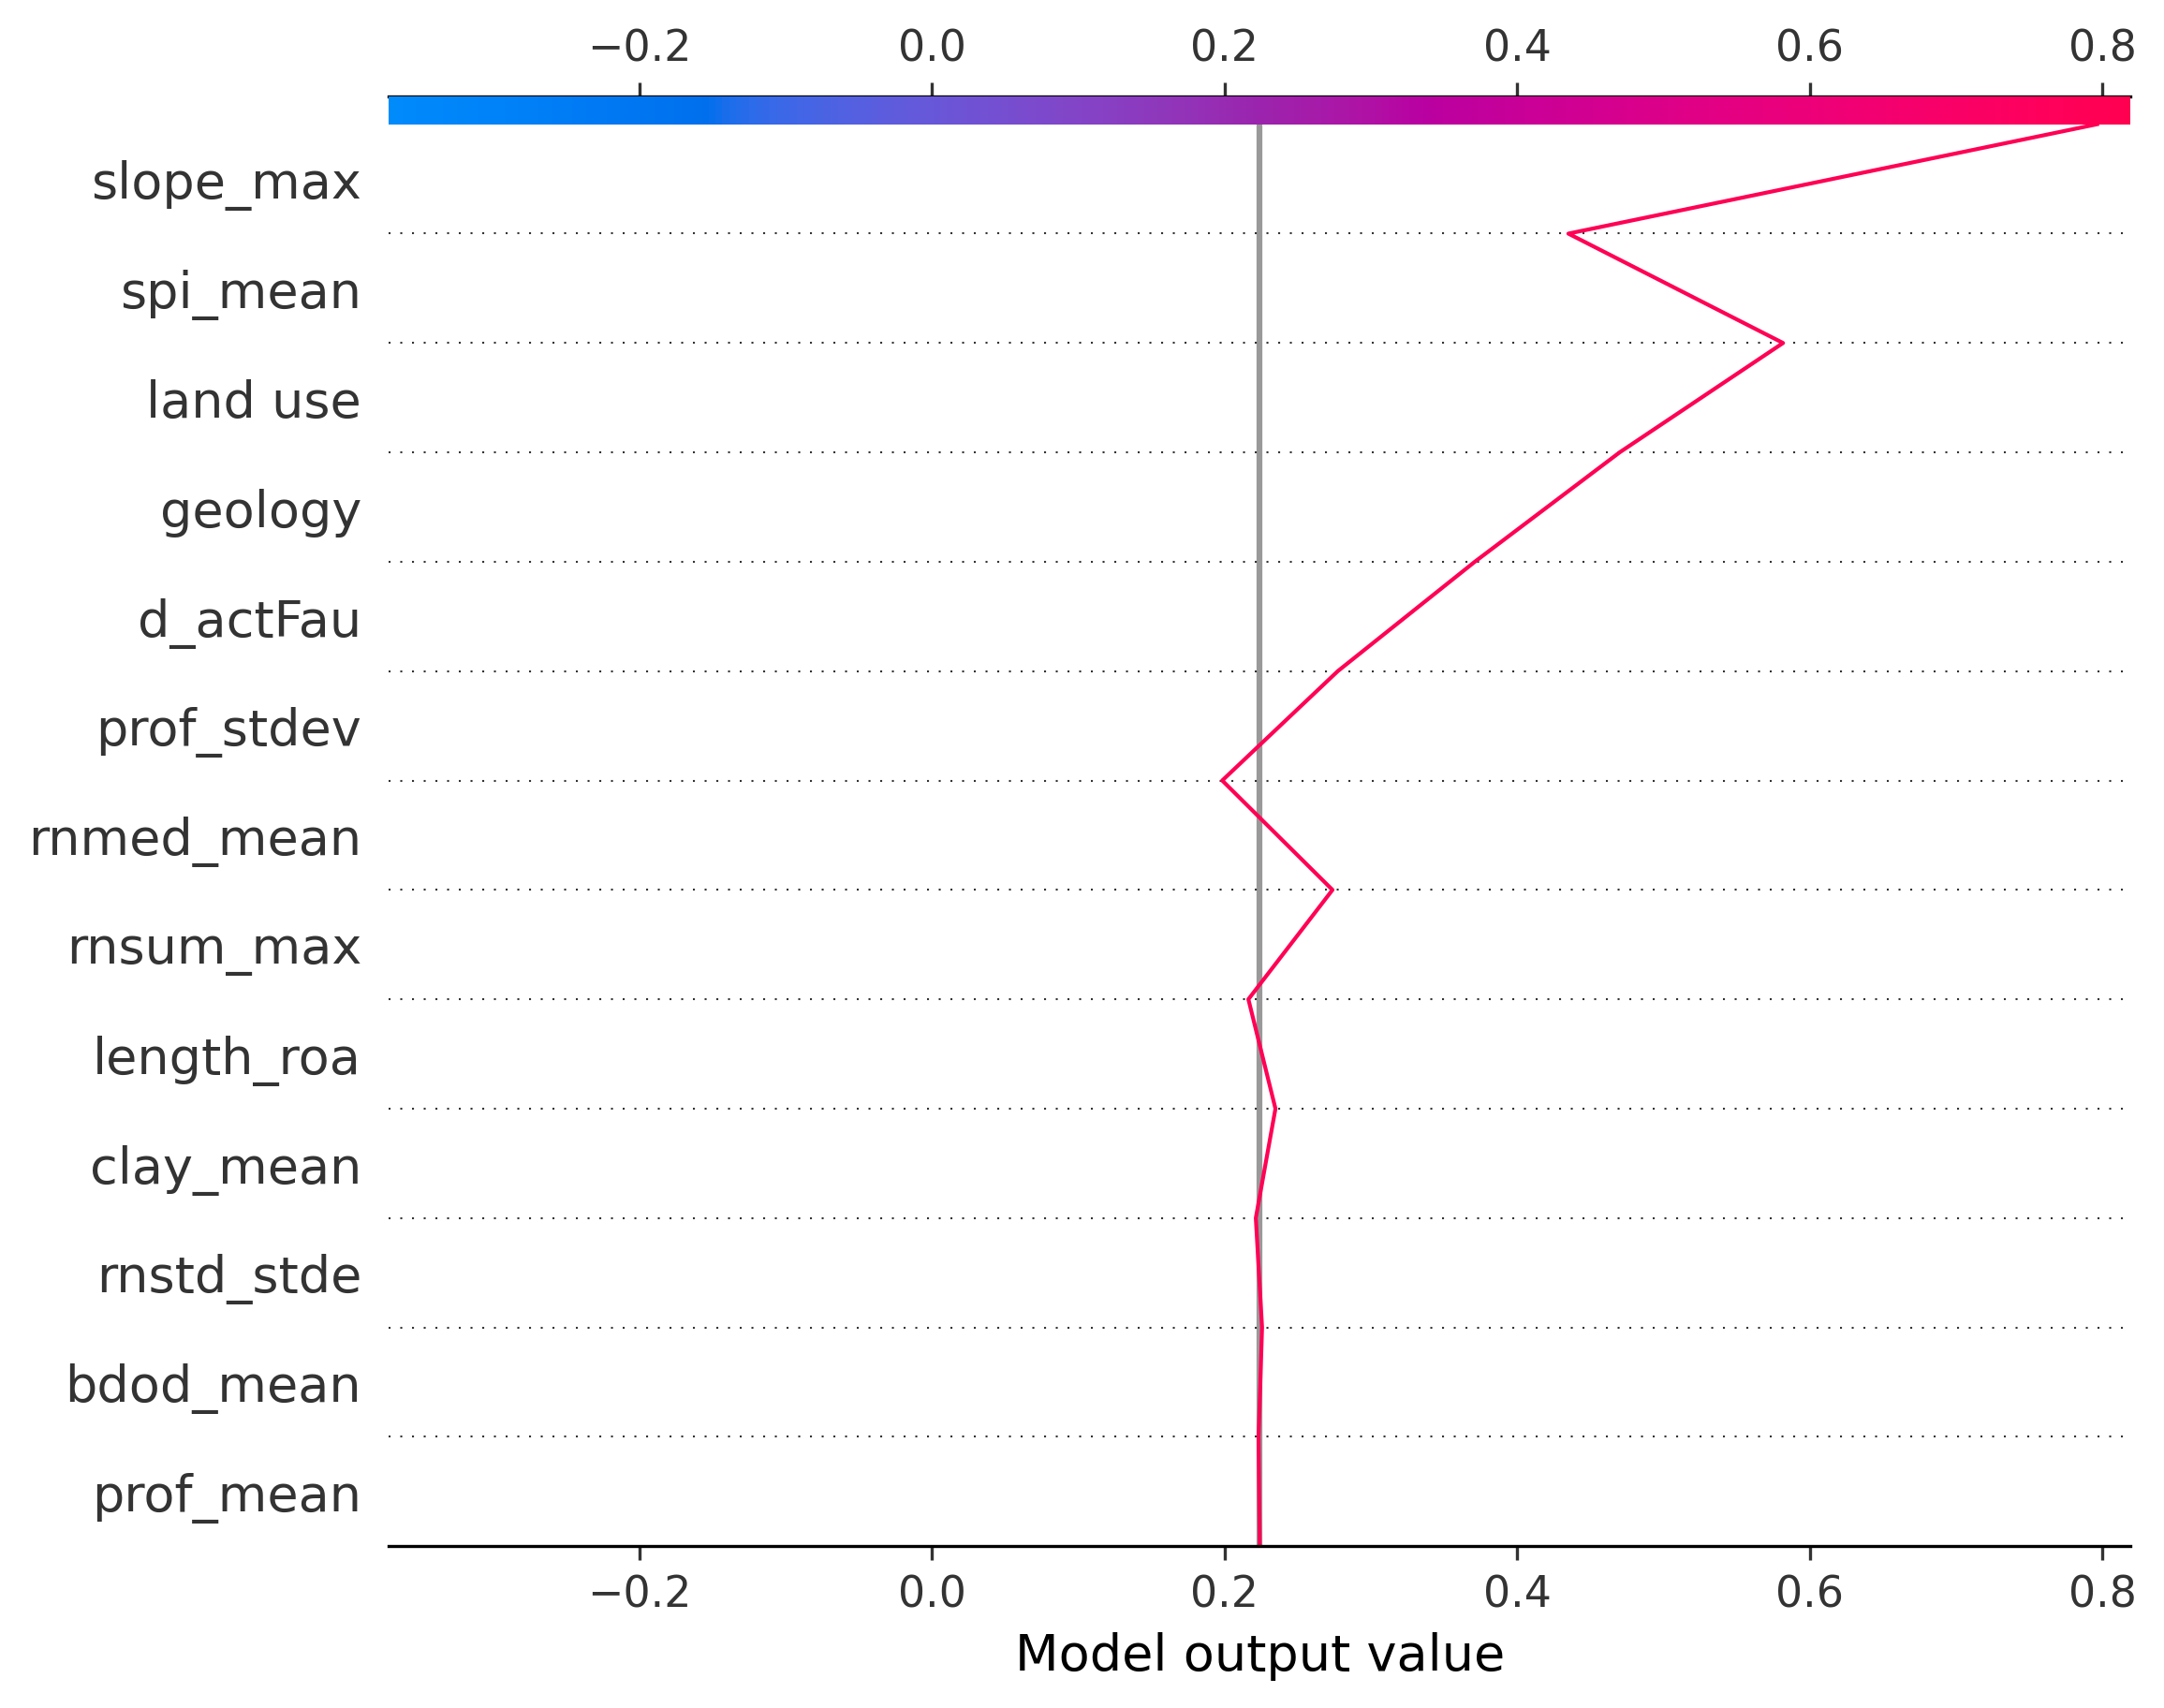 −0.2 0.0 0.2 0.4 0.6 0.8
slope_max
spi_mean
land use
geology
d_actFau
prof_stdev
rnmed_mean
rnsum_max
length_roa
clay_mean
rnstd_stde
bdod_mean
prof_mean
−0.2 0.0 0.2 0.4 0.6 0.8
Model output value